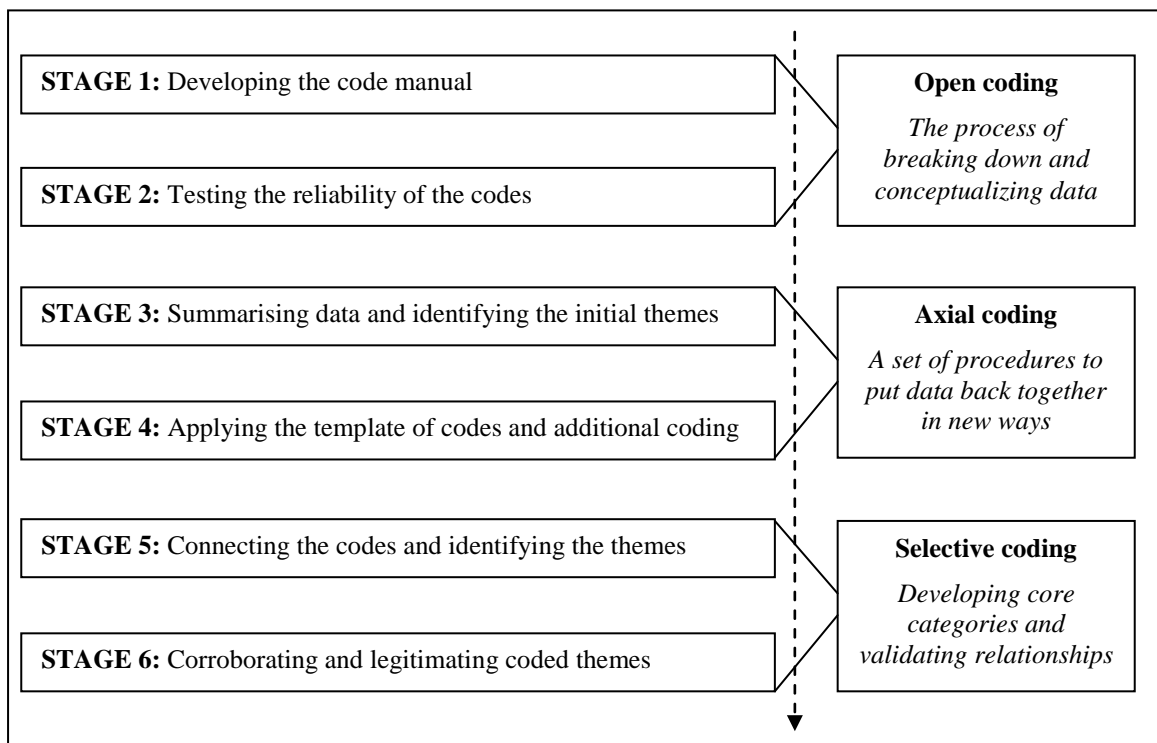 STAGE 1: Developing the code manual
STAGE 2: Testing the reliability of the codes
Open coding
The process of
breaking down and
conceptualizing data
STAGE 3: Summarising data and identifying the initial themes
STAGE 4: Applying the template of codes and additional coding
Axial coding
A set of procedures to
put data back together
in new ways
STAGE 5: Connecting the codes and identifying the themes
STAGE 6: Corroborating and legitimating coded themes
Selective coding
Developing core
categories and
validating relationships